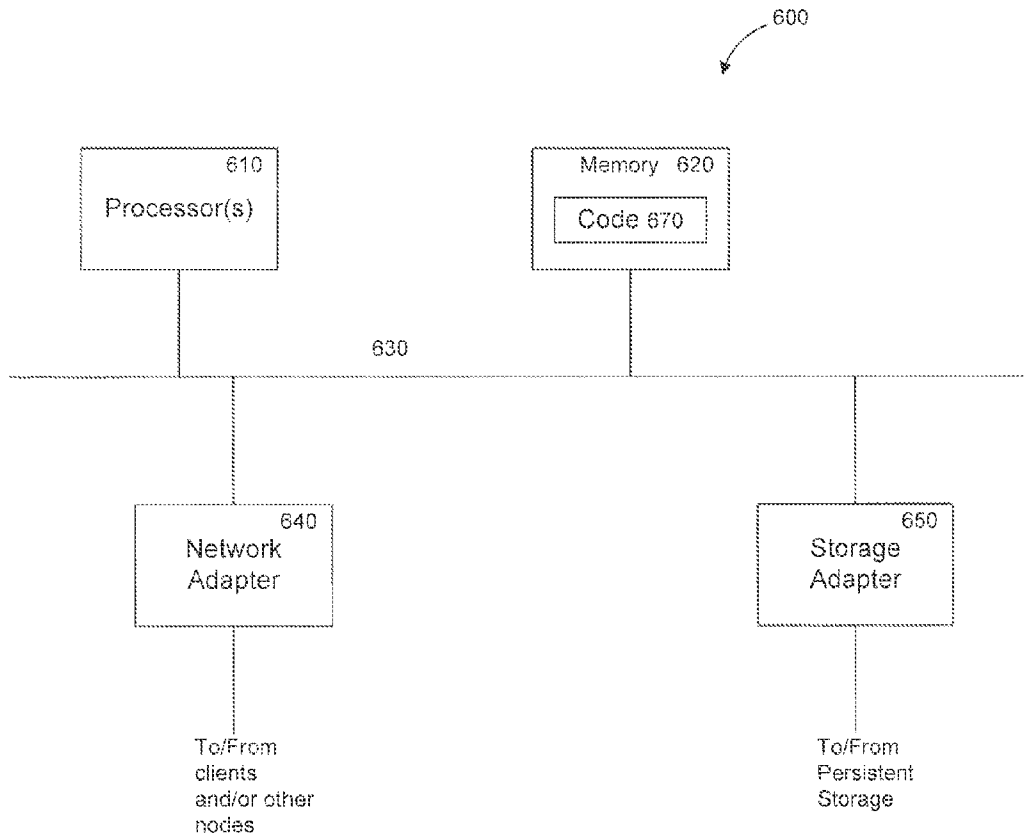 600
610
Processor(s)
Memory 620
Code 670
630
640
Network
Adapter
650
Storage
Adapter
To/From
clients
and/or other
nodes
To/From
Persistent
Storage